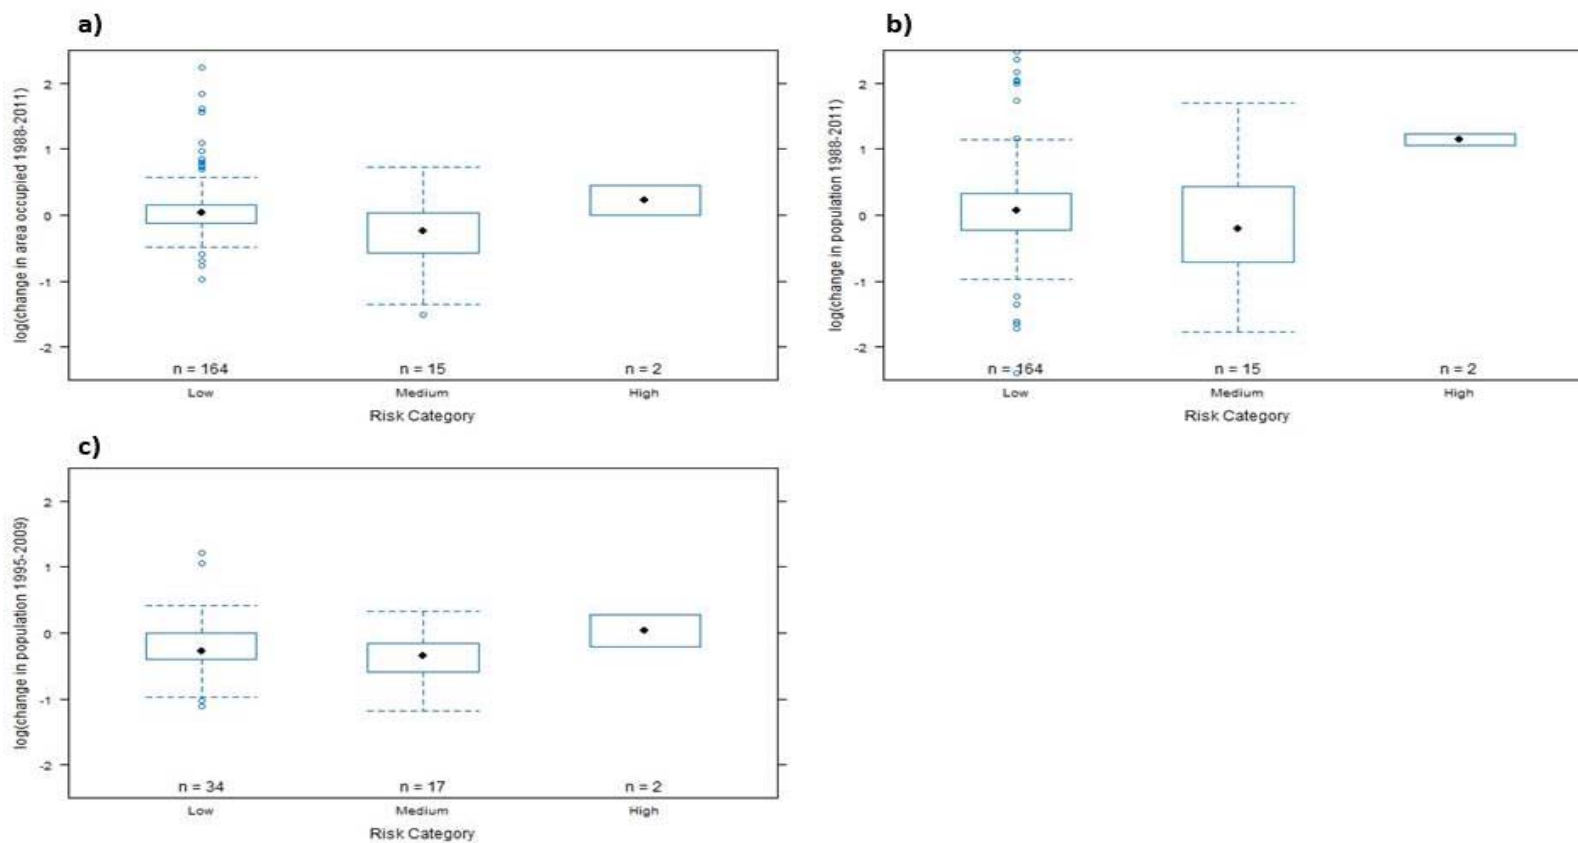 a)
log(change in area occupied 1988-2011)
2
1
0
-1
-2
n = 164
n = 15
n = 2
Low
Medium
High
Risk Category
b)
log(change in population 1988-2011)
2
1
0
-1
-2
n = 164
n = 15
n = 2
Low
Medium
High
Risk Category
c)
log(change in population 1995-2009)
2
1
0
-1
-2
n = 34
n = 17
n = 2
Low
Medium
High
Risk Category